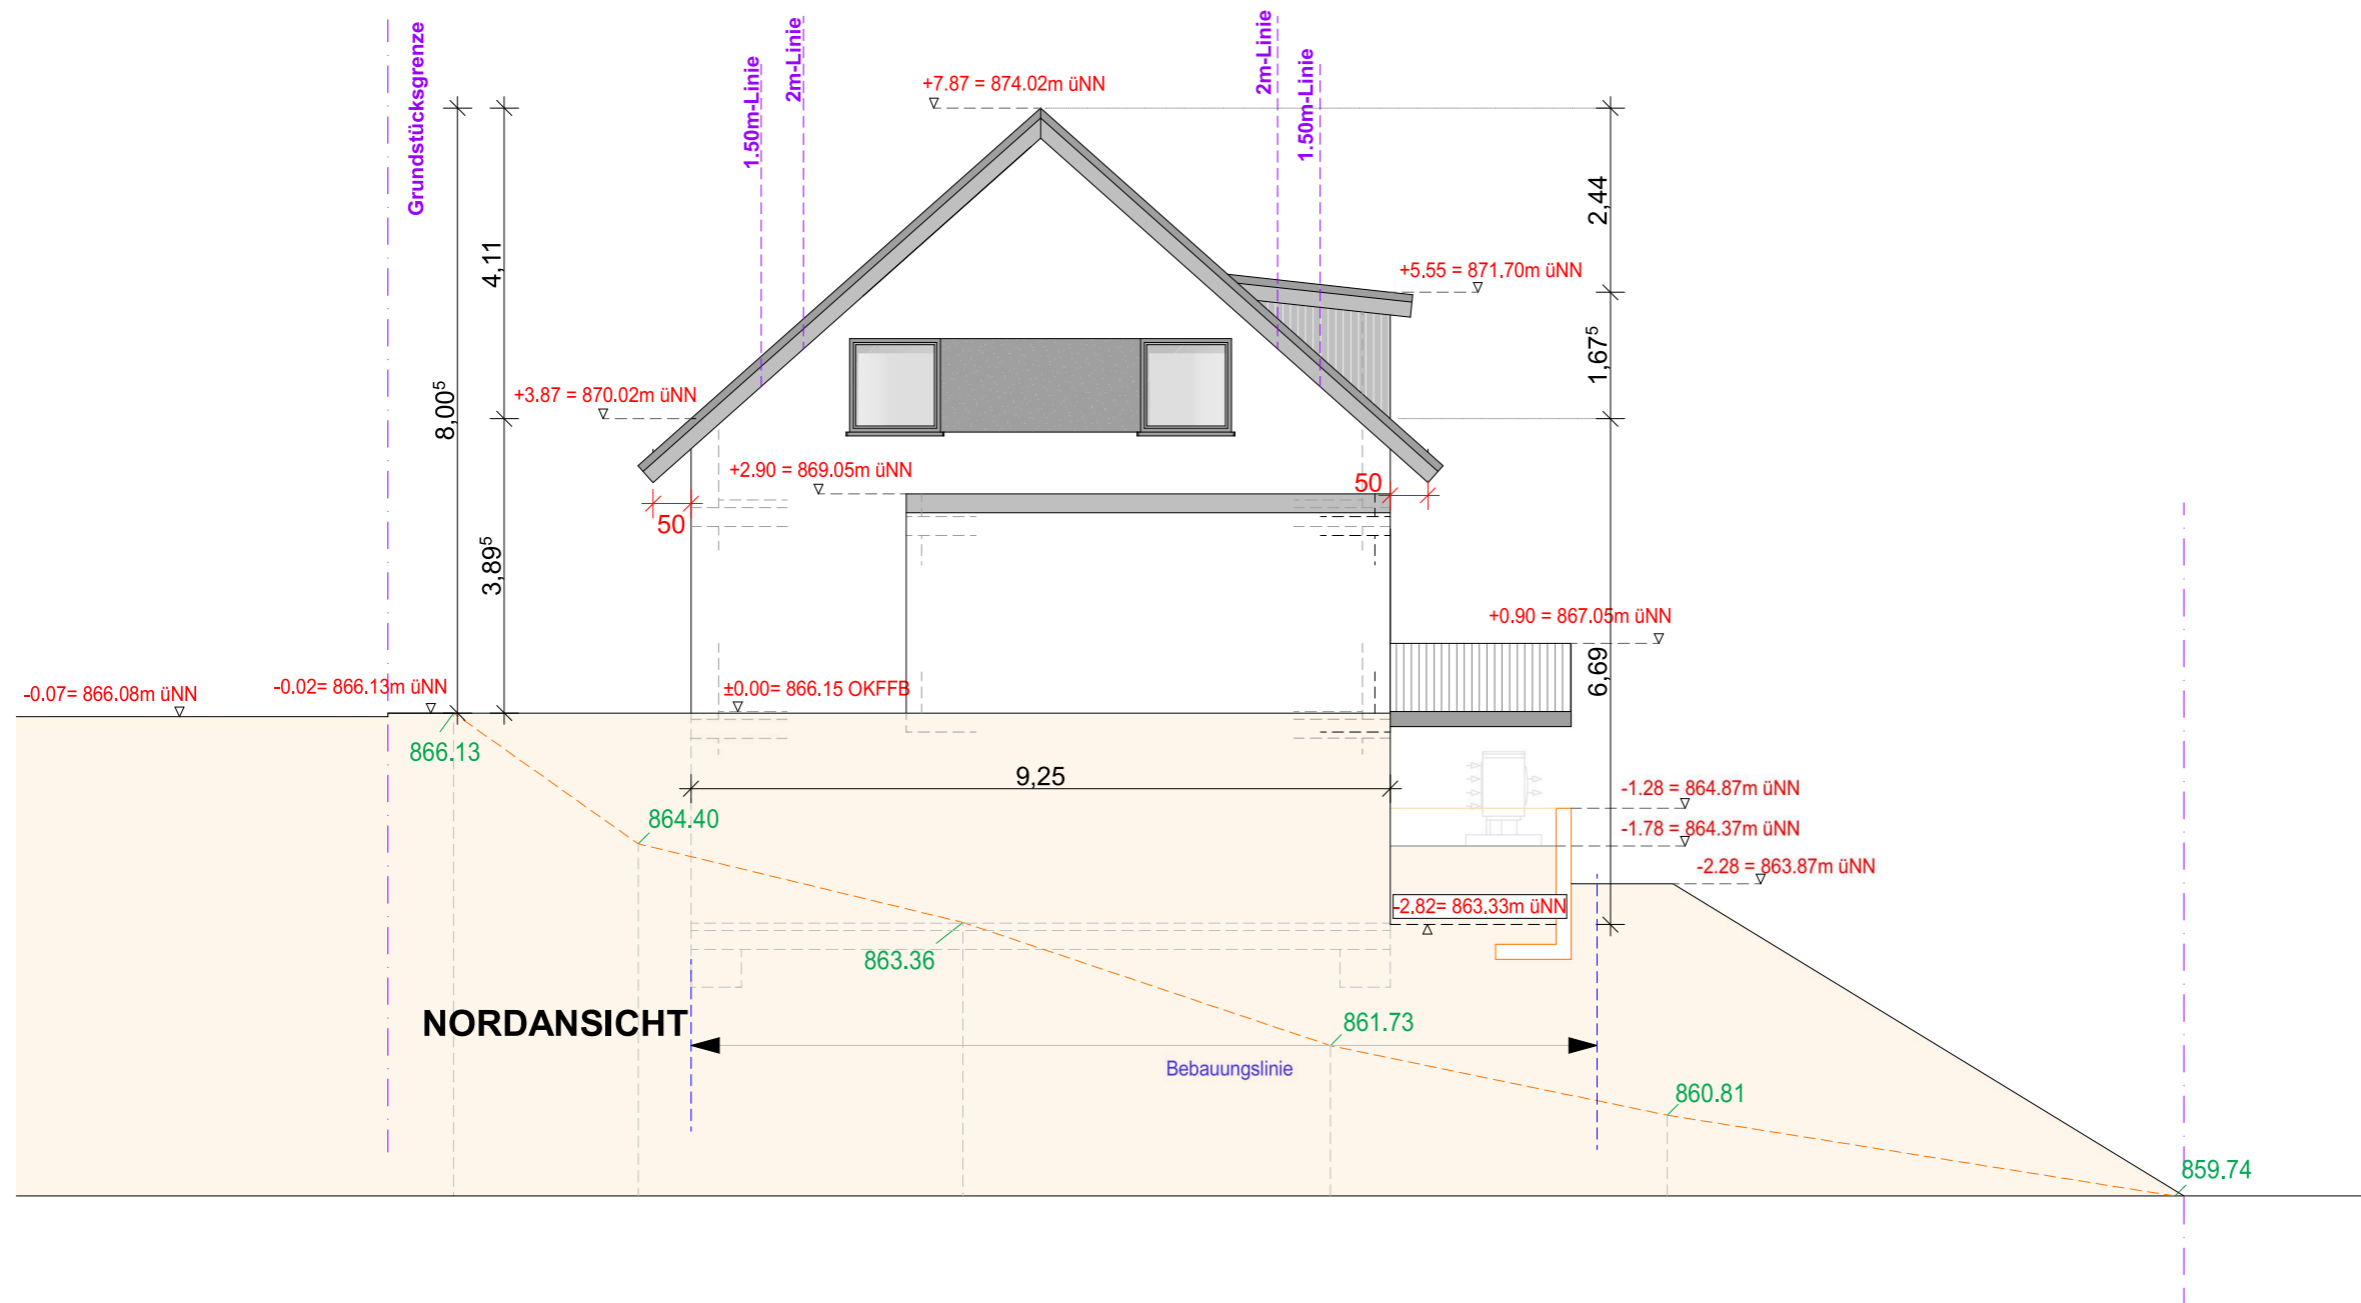 Grundstücksgrenze
1.50m-Linie
2m-Linie
2m-Linie
1.50m-Linie
+7.87 = 874.02m üNN
2,44
4,11
+5.55 = 871.70m üNN
1,67⁵
8,00⁵
+3.87 = 870.02m üNN
+2.90 = 869.05m üNN
50
50
3,89⁵
+0.90 = 867.05m üNN
6,69
-0.07= 866.08m üNN
-0.02= 866.13m üNN
±0.00= 866.15 OKFFB
866.13
9,25
-1.28 = 864.87m üNN
864.40
-1.78 = 864.37m üNN
-2.28 = 863.87m üNN
-2.82= 863.33m üNN
863.36
NORDANSICHT
861.73
Bebauungslinie
860.81
859.74